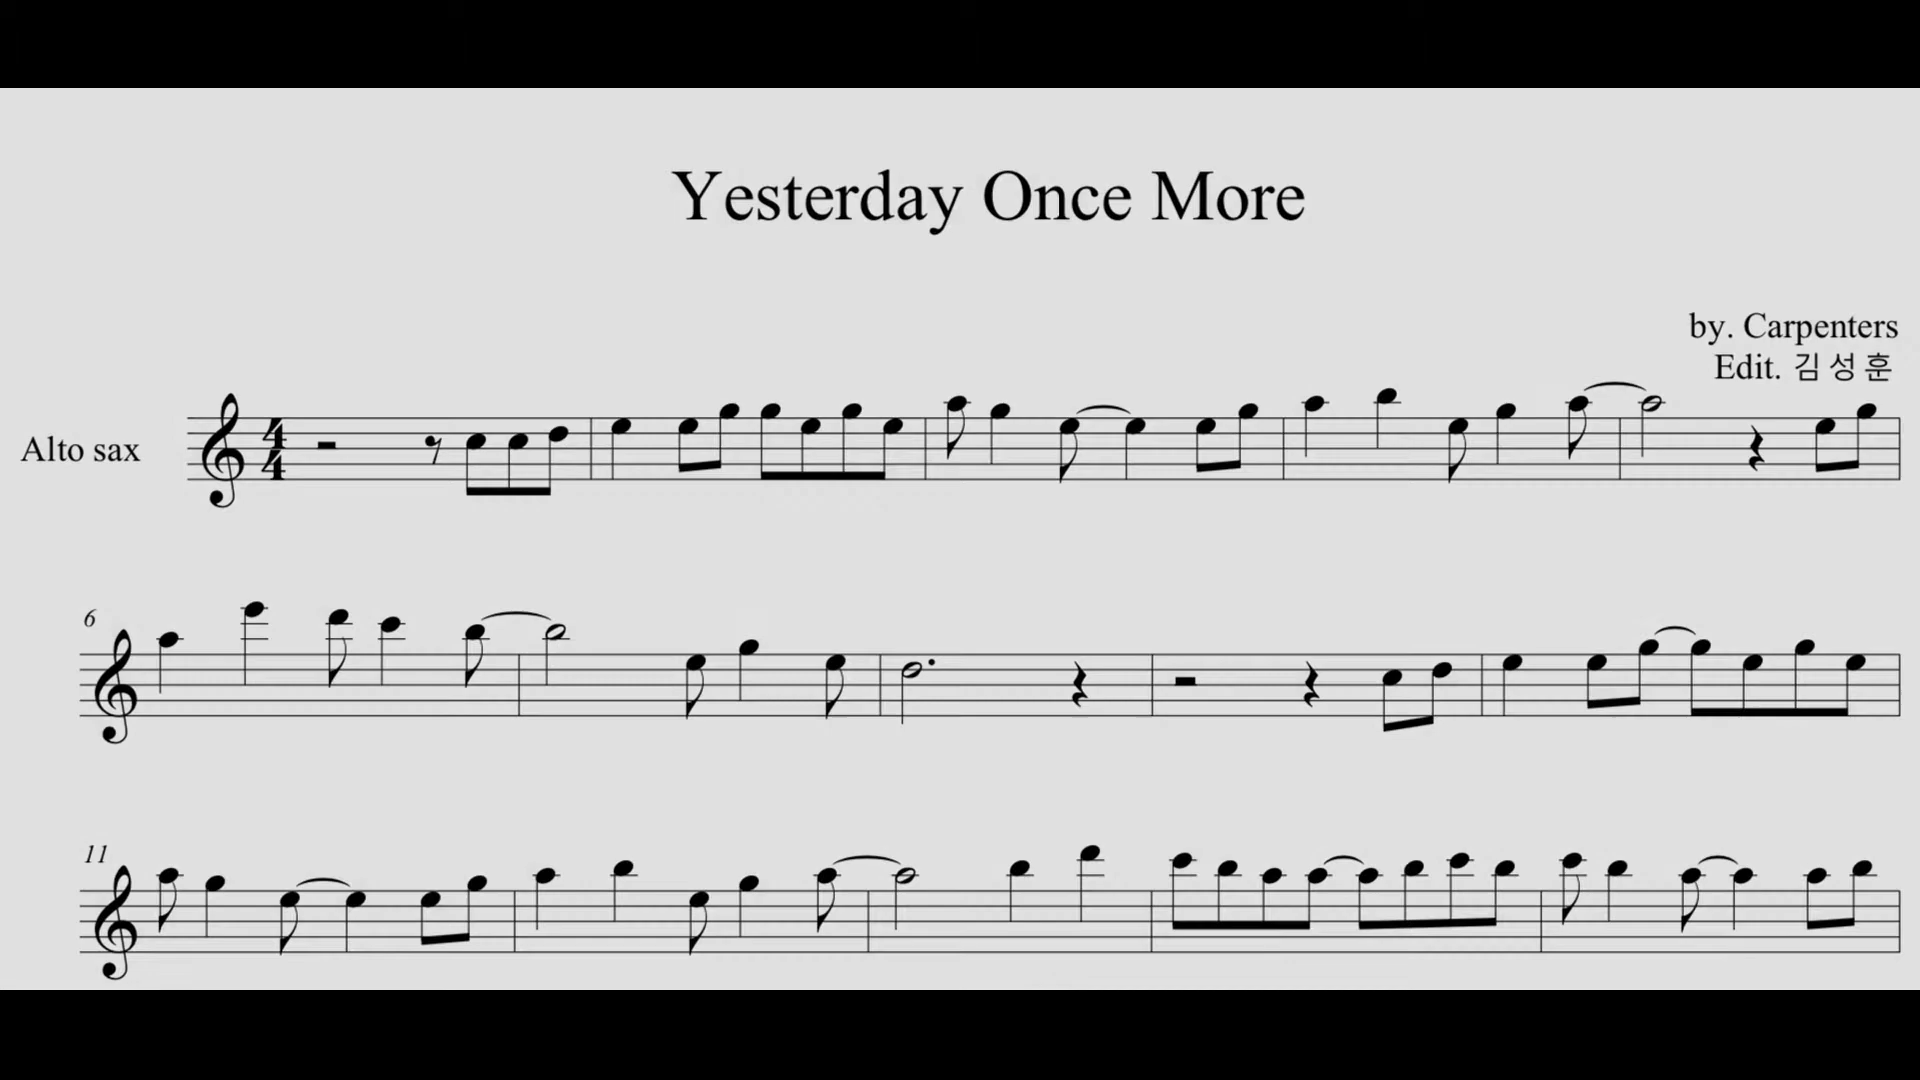 Yesterday Once More
by. Carpenters
Edit. 김 성 훈
Alto sax
4
4
6
11